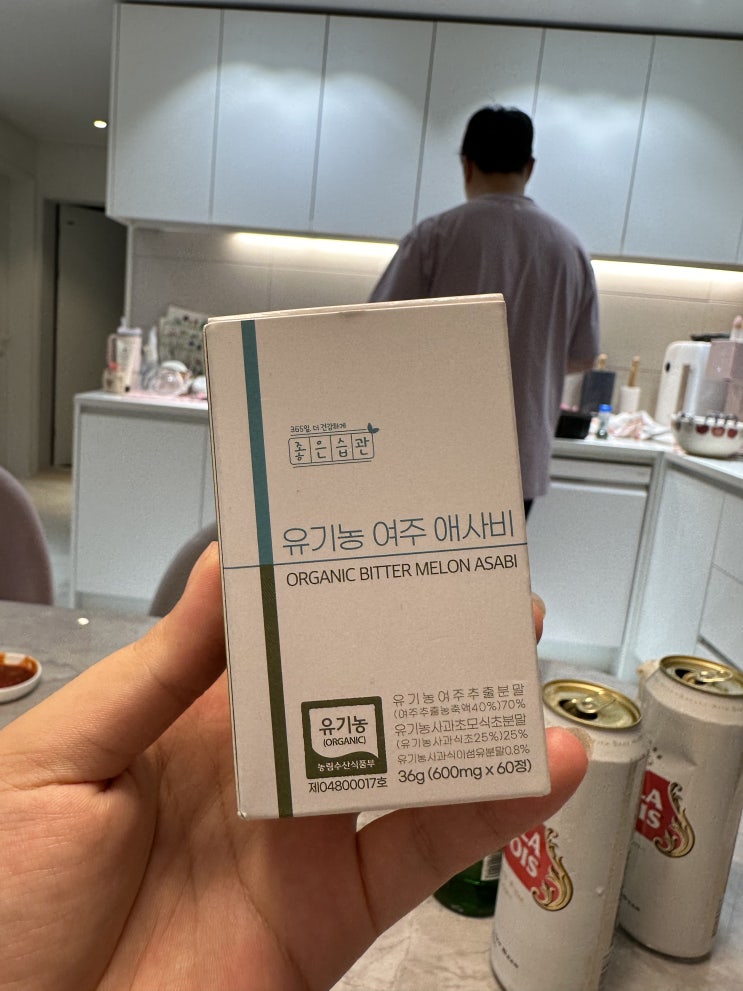 365일, 더 건강하게
좋은습관
유기농 여주 애사비
ORGANIC BITTER MELON ASABI
유기농
(ORGANIC)
농림축산식품부
제04800017호
유기농여주추출분말
(여주추출농축액40%)70%
유기농사과초모식초분말
(유기농사과식초25%)25%
유기농사과식이섬유분말0.8%
36g (600mg x 60정)
LA
OIS
A
IS